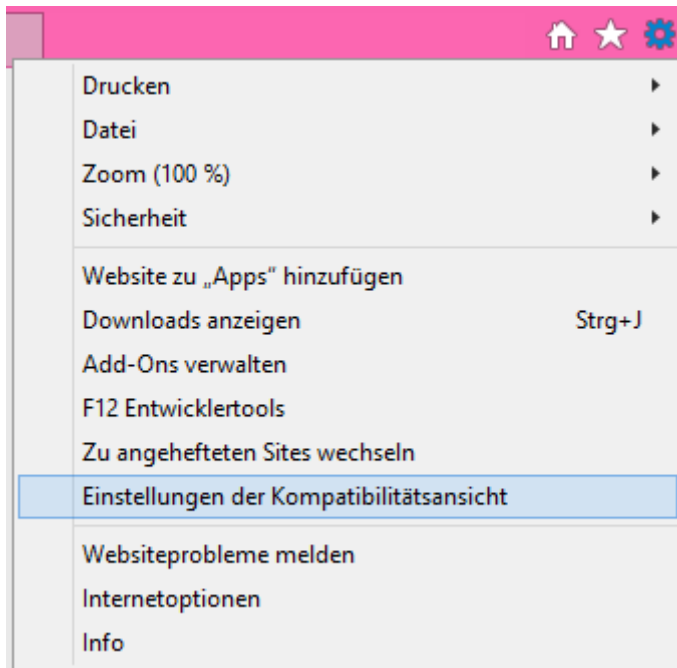 Drucken
Datei
Zoom (100 %)
Sicherheit
Website zu „Apps“ hinzufügen
Downloads anzeigen Strg+J
Add-Ons verwalten
F12 Entwicklertools
Zu angehefteten Sites wechseln
Einstellungen der Kompatibilitätsansicht
Websiteprobleme melden
Internetoptionen
Info